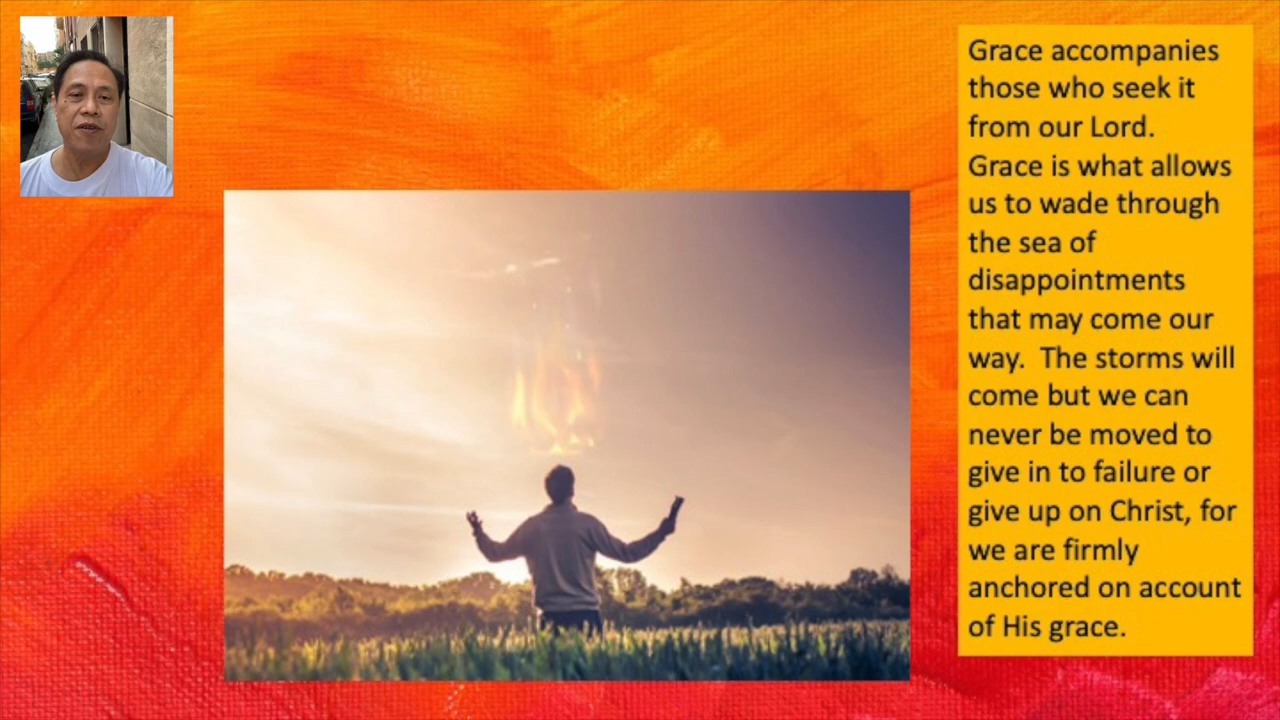 Grace accompanies
those who seek it
from our Lord.
Grace is what allows
us to wade through
the sea of
disappointments
that may come our
way.  The storms will
come but we can
never be moved to
give in to failure or
give up on Christ, for
we are firmly
anchored on account
of His grace.